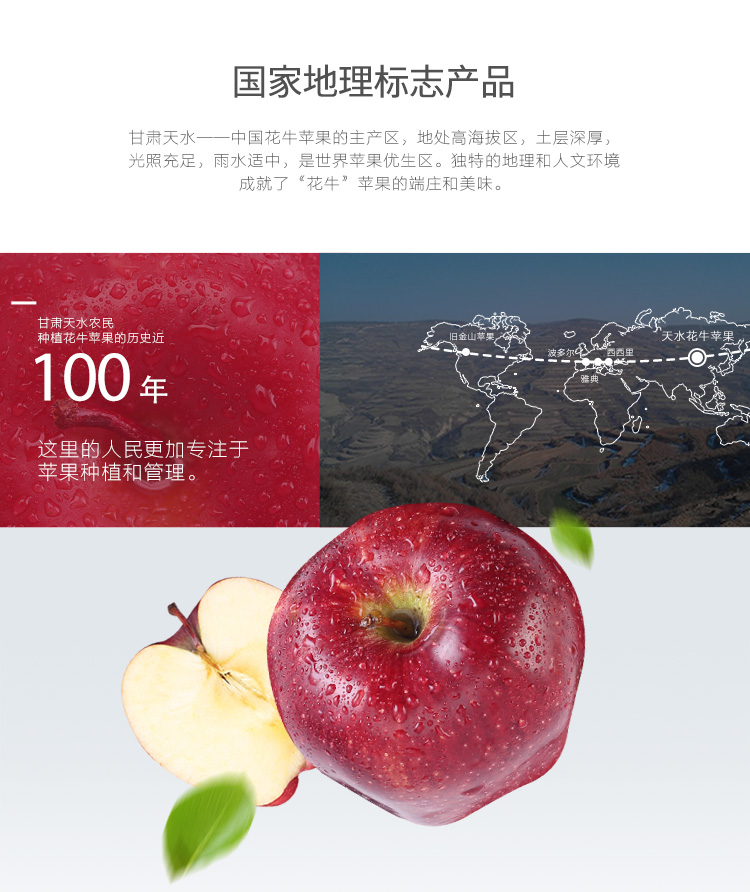 国家地理标志产品
甘肃天水——中国花牛苹果的主产区，地处高海拔区，土层深厚，
光照充足，雨水适中，是世界苹果优生区。独特的地理和人文环境
成就了“花牛”苹果的端庄和美味。
甘肃天水农民
种植花牛苹果的历史近
100 年
这里的人民更加专注于
苹果种植和管理。
旧金山苹果
波多尔
西西里
雅典
天水花牛苹果